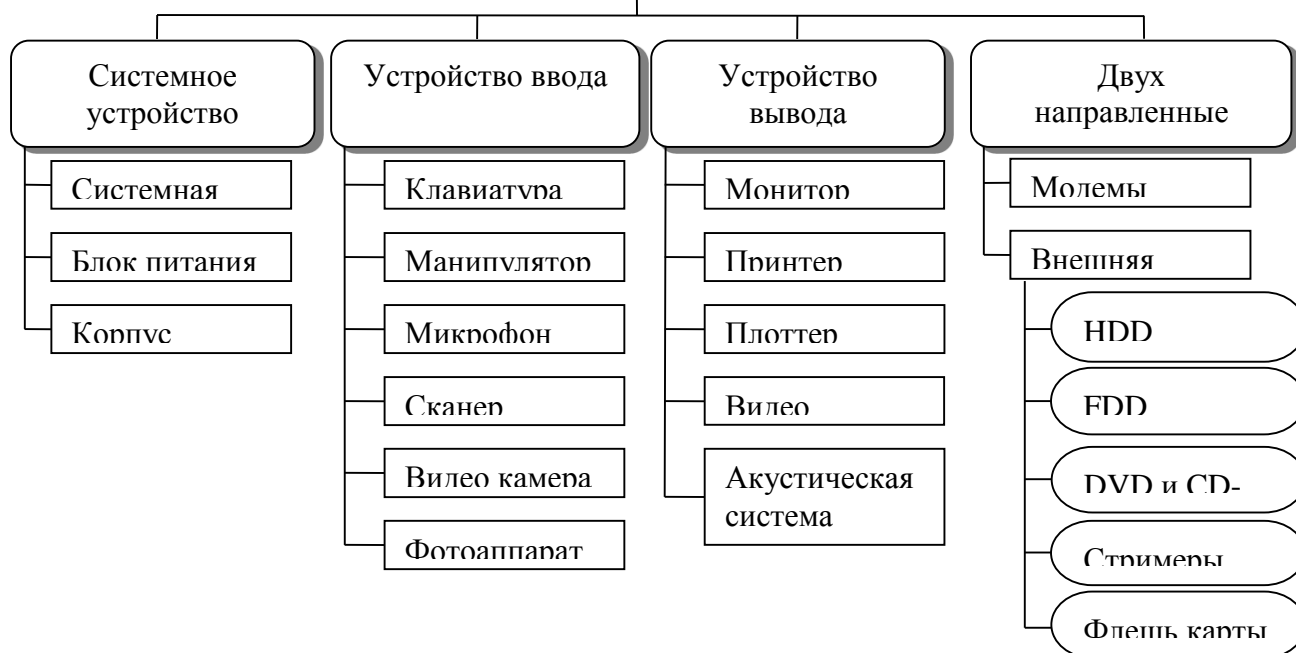 Системное
устройство
Системная
Блок питания
Корпус
Устройство ввода
Клавиатура
Манипулятор
Микрофон
Сканер
Видео камера
Фотоаппарат
Устройство
вывода
Монитор
Принтер
Плоттер
Видео
Акустическая
система
Двух
направленные
Модемы
Внешняя
HDD
FDD
DVD и CD-
Стримеры
Флешь карты